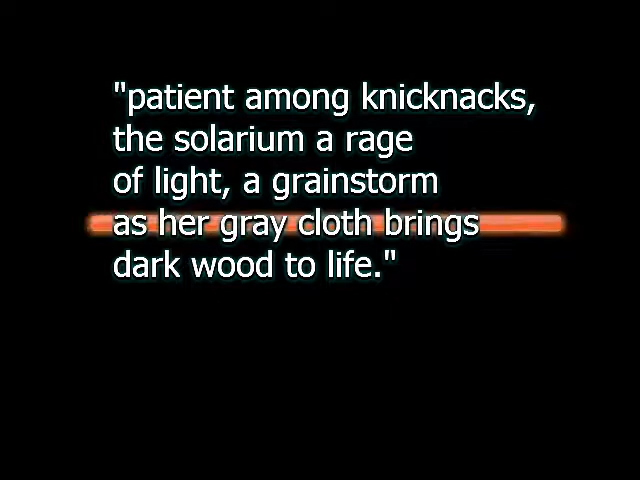 "patient among knicknacks,
the solarium a rage
of light, a grainstorm
as her gray cloth brings
dark wood to life."